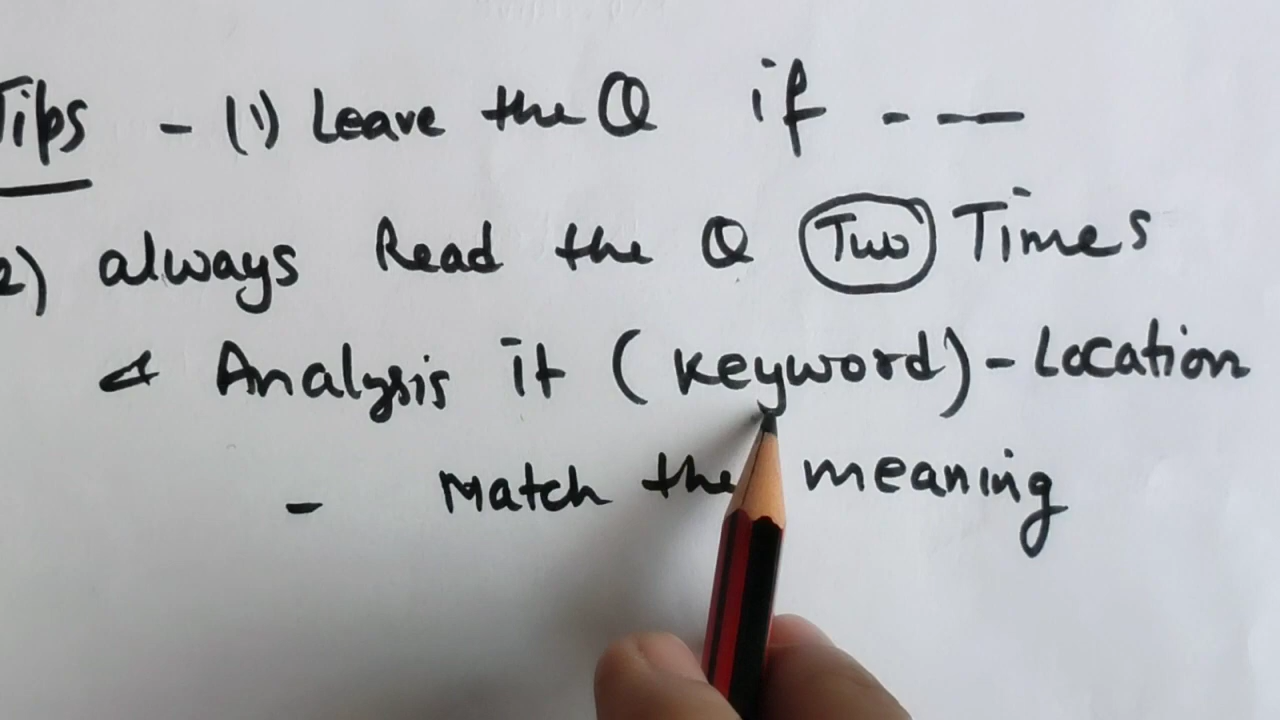 Tips - (1) Leave the Q if - —
2) always Read the Q Two Times
& Analysis it (keyword) - Location
- Match the meaning